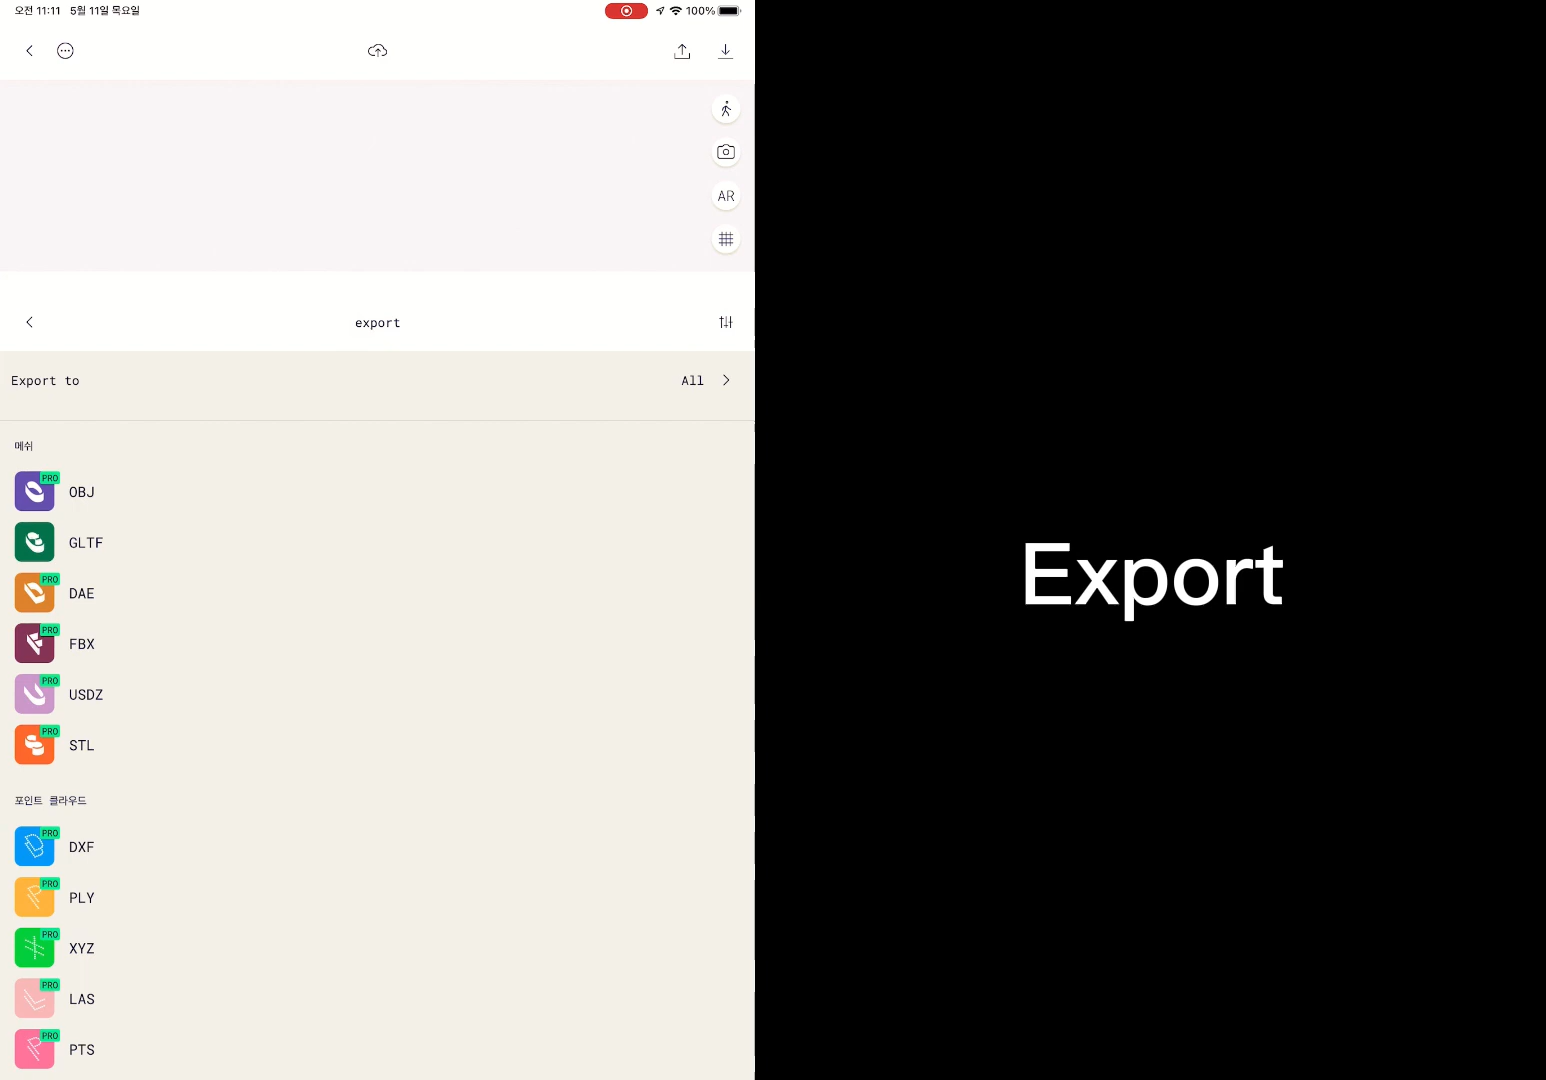 오전 11:11 5월 11일 목요일
100%
AR
export
Export to
All
메쉬
PRO
OBJ
GLTF
PRO
DAE
PRO
FBX
PRO
USDZ
PRO
STL
포인트 클라우드
PRO
DXF
PRO
PLY
PRO
XYZ
PRO
LAS
PRO
PTS
Export